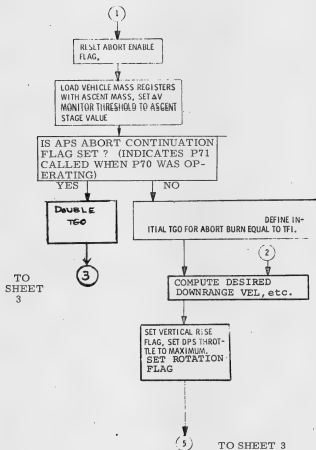 1
RESET ABORT ENABLE
FLAG,
LOAD VEHICLE MASS REGISTERS
WITH ASCENT MASS, SET ΔV
MONITOR THRESHOLD TO ASCENT
STAGE VALUE
IS APS ABORT CONTINUATION
FLAG SET ? (INDICATES P71
CALLED WHEN P70 WAS OP-
ERATING)
YES
NO
DOUBLE
TGO
DEFINE IN-
ITIAL TGO FOR ABORT BURN EQUAL TO TFI.
3
2
TO
SHEET
3
COMPUTE DESIRED
DOWNRANGE VEL, etc.
SET VERTICAL RISE
FLAG, SET DPS THROT-
TLE TO MAXIMUM.
SET ROTATION
FLAG
5
TO SHEET 3